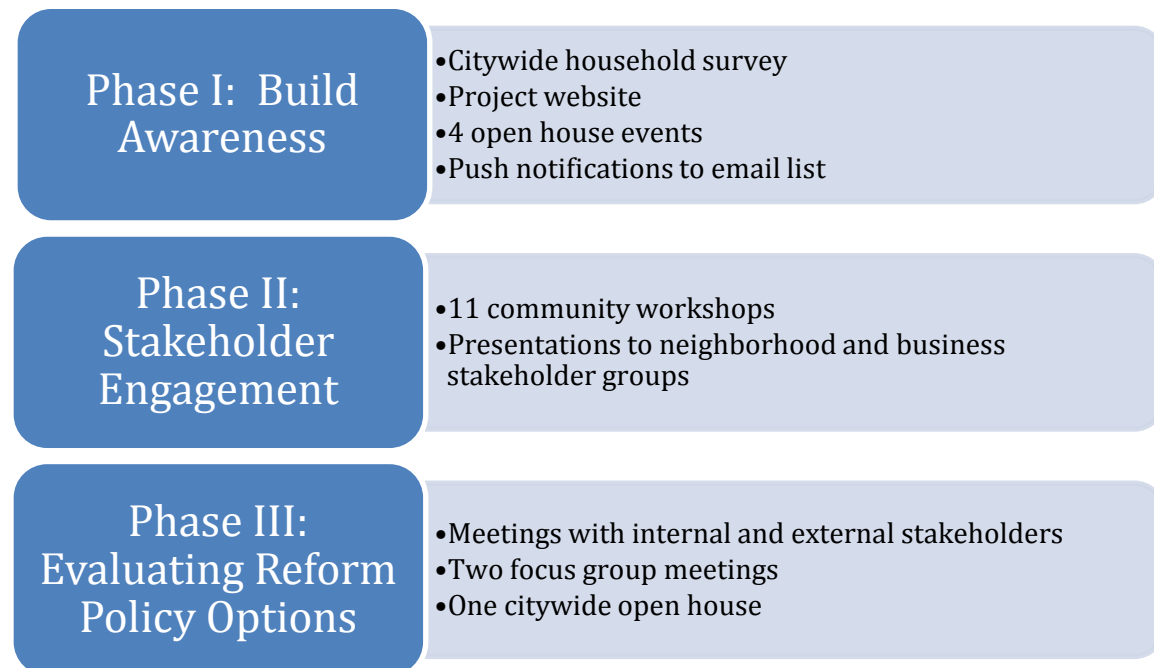 Phase I:  Build
Awareness
•Citywide household survey
•Project website
•4 open house events
•Push notifications to email list
Phase II:
Stakeholder
Engagement
•11 community workshops
•Presentations to neighborhood and business
stakeholder groups
Phase III:
Evaluating Reform
Policy Options
•Meetings with internal and external stakeholders
•Two focus group meetings
•One citywide open house